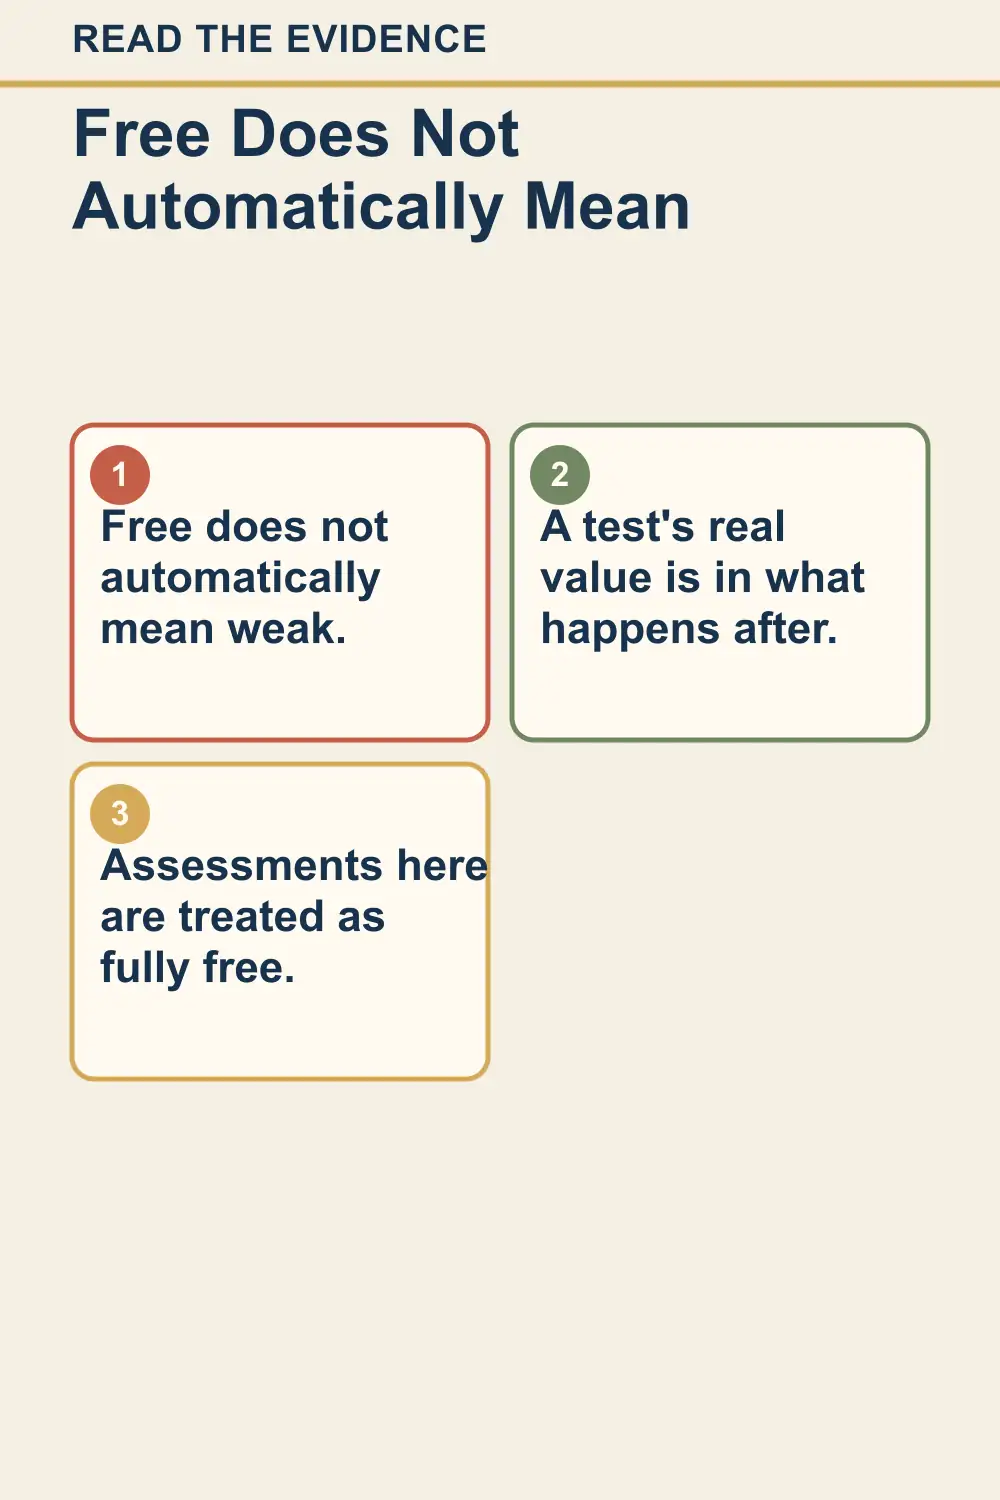 READ THE EVIDENCE
Free Does Not
Automatically Mean
1
Free does not
automatically
mean weak.
2
A test's real
value is in what
happens after.
3
Assessments here
are treated as
fully free.